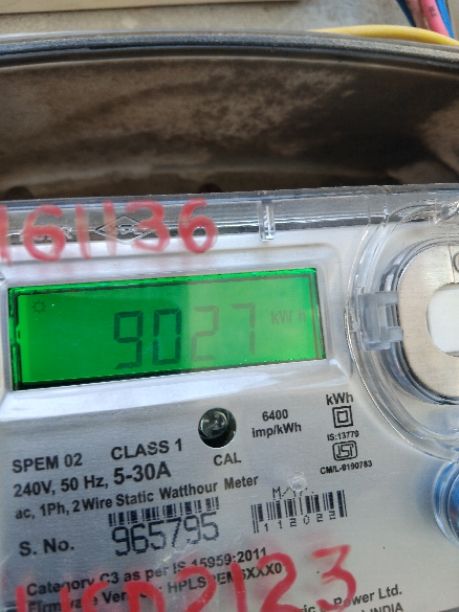 161136
9027 kWh
6400
imp/kWh
kWh
IS:13779
CM/L-9190783
SPEM 02 CLASS 1
CAL
240V, 50 Hz, 5-30A
ac, 1Ph, 2 Wire Static Watthour Meter
M/Yr.
112022
S. No. 965795
Category C3 as per IS 15959:2011
Power Ltd.
INDIA